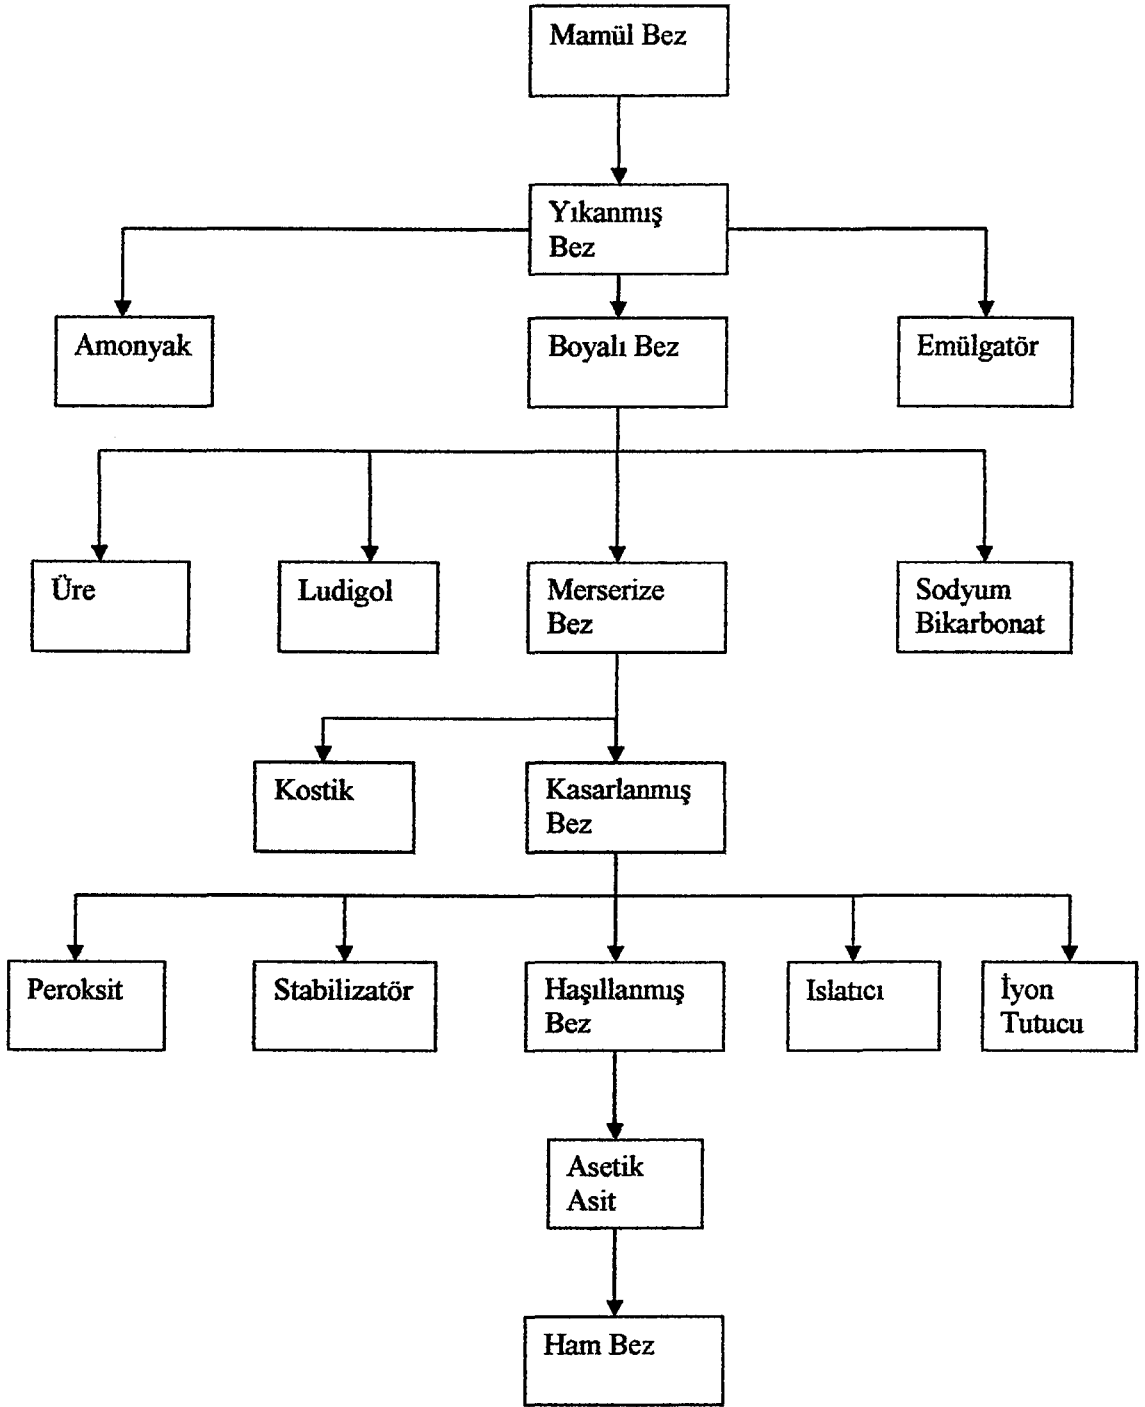 Mamül Bez
Yıkanmış
Bez
Amonyak
Boyalı Bez
Emülgatör
Üre
Ludigol
Merserize
Bez
Sodyum
Bikarbonat
Kostik
Kasarlanmış
Bez
Peroksit
Stabilizatör
Haşıllanmış
Bez
Islatıcı
İyon
Tutucu
Asetik
Asit
Ham Bez